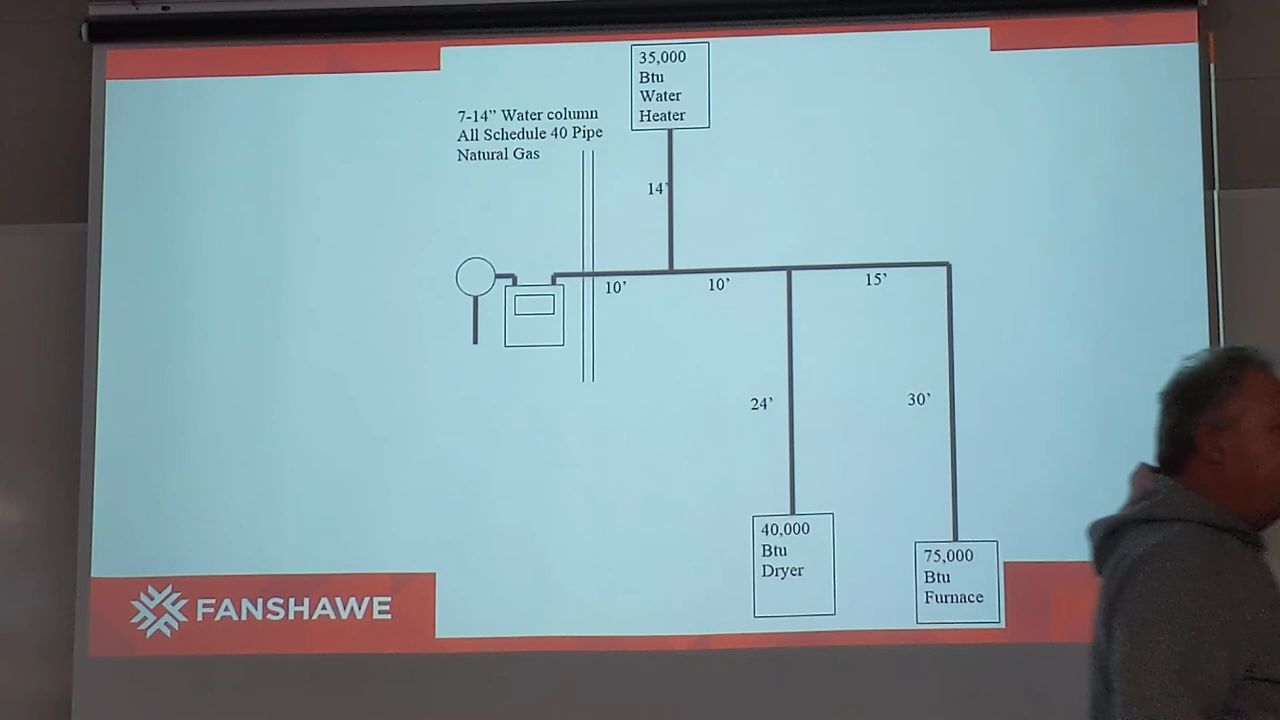 35,000
Btu
Water
Heater
7-14” Water column
All Schedule 40 Pipe
Natural Gas
14’
10’
10’
15’
24’
30’
40,000
Btu
Dryer
75,000
Btu
Furnace
FANSHAWE